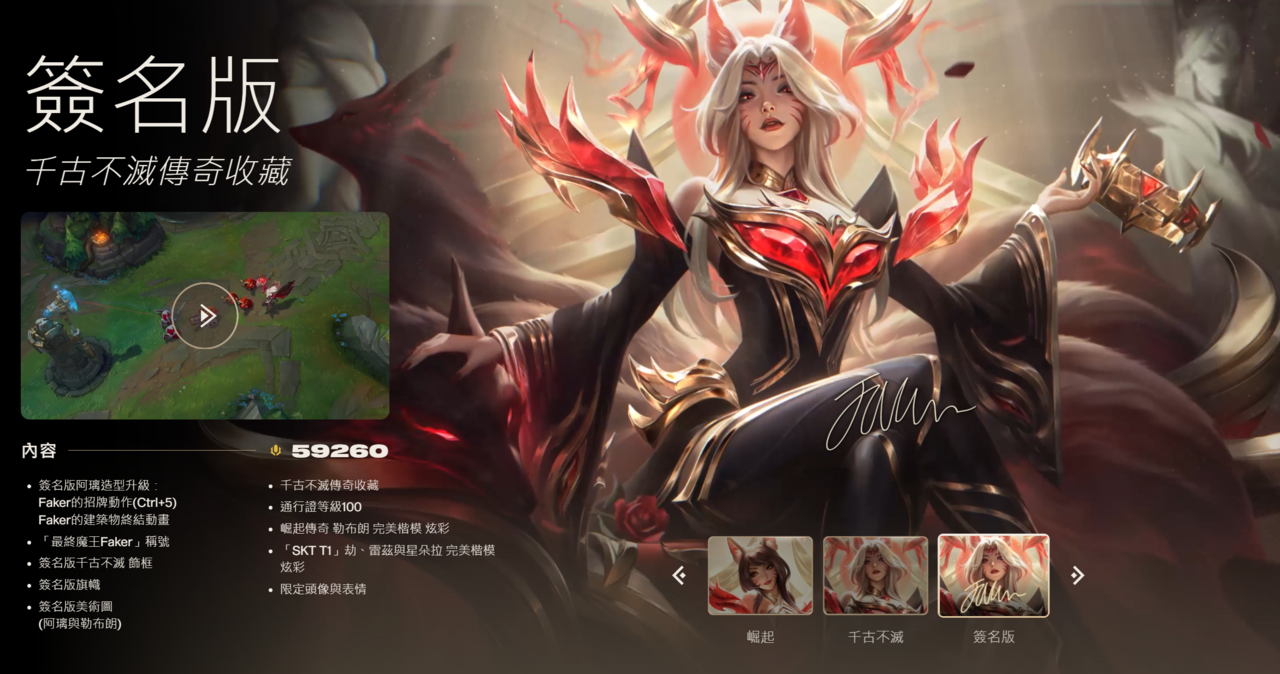 簽名版
千古不滅傳奇收藏
內容
59260
簽名版阿璃造型升級：
Faker的招牌動作(Ctrl+5)
Faker的建築物終結動畫
「最終魔王Faker」稱號
簽名版千古不滅 飾框
簽名版旗幟
簽名版美術圖
(阿璃與勒布朗)
千古不滅傳奇收藏
通行證等級100
崛起傳奇 勒布朗 完美楷模 炫彩
「SKT T1」劫、雷茲與星朵拉 完美楷模
炫彩
限定頭像與表情
Faker
Faker
崛起
千古不滅
簽名版